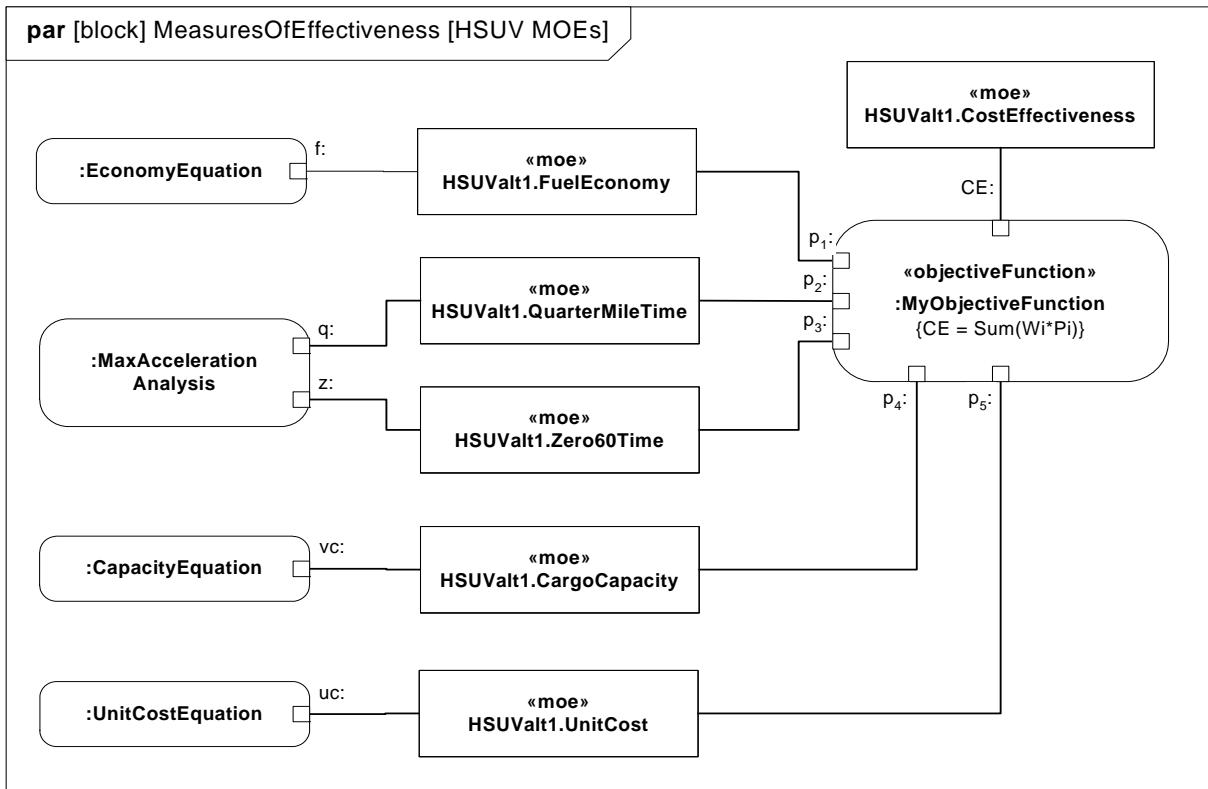 par [block] MeasuresOfEffectiveness [HSUV MOEs]
«moe»
HSUValt1.CostEffectiveness
CE:
:EconomyEquation
f:
«moe»
HSUValt1.FuelEconomy
p1:
p2:
p3:
«objectiveFunction»
:MyObjectiveFunction
{CE = Sum(Wi*Pi)}
p4:
p5:
:MaxAcceleration
Analysis
q:
z:
«moe»
HSUValt1.QuarterMileTime
«moe»
HSUValt1.Zero60Time
:CapacityEquation
vc:
«moe»
HSUValt1.CargoCapacity
:UnitCostEquation
uc:
«moe»
HSUValt1.UnitCost